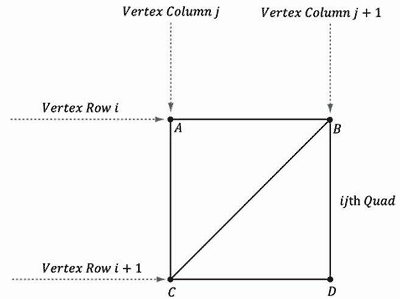 Vertex Column j
Vertex Column j + 1
Vertex Row i
A
B
ijth Quad
Vertex Row i + 1
C
D